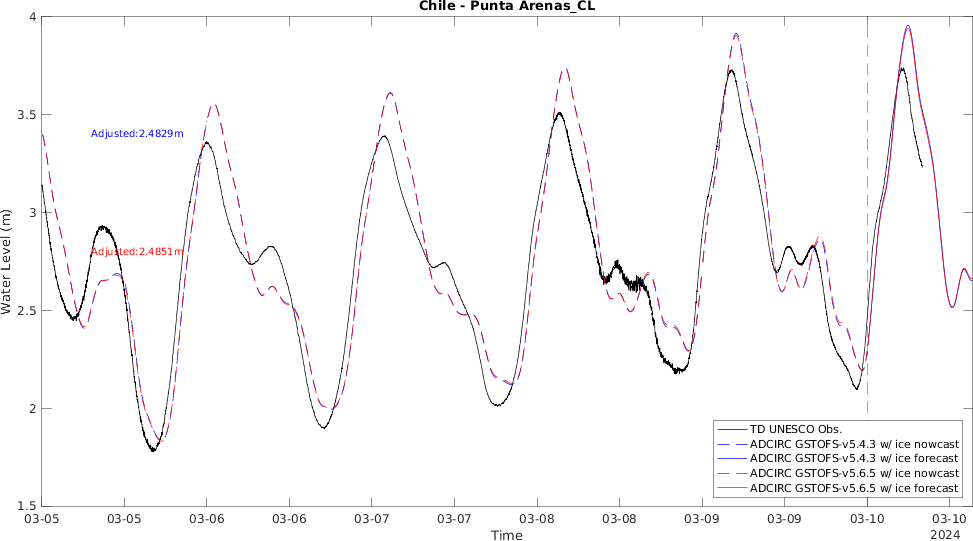 Chile - Punta Arenas_CL
4
3.5
3
2.5
2
1.5
Water Level (m)
Adjusted:2.4829m
Adjusted:2.4851m
TD UNESCO Obs.
ADCIRC GSTOFS-v5.4.3 w/ ice nowcast
ADCIRC GSTOFS-v5.4.3 w/ ice forecast
ADCIRC GSTOFS-v5.6.5 w/ ice nowcast
ADCIRC GSTOFS-v5.6.5 w/ ice forecast
03-05 03-05 03-06 03-06 03-07 03-07 03-08 03-08 03-09 03-09 03-10 03-10
2024
Time